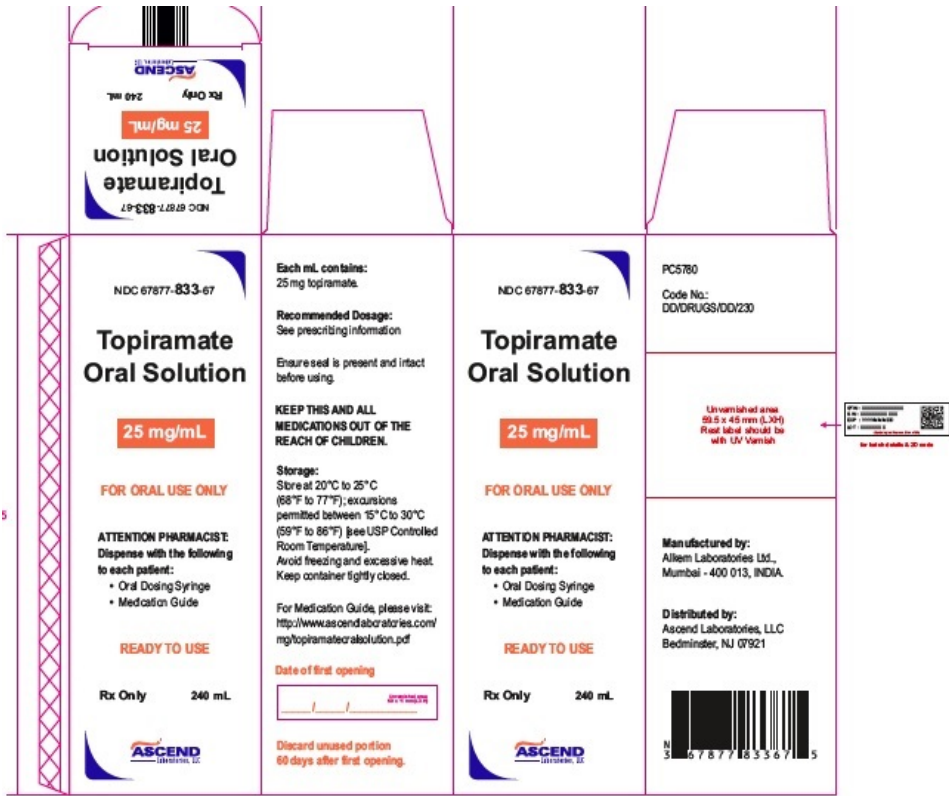 ASCEND
Laboratories, LLC
Rx Only 240 mL
25 mg/mL
Topiramate
Oral Solution
NDC 67877-833-67
NDC 67877-833-67
Topiramate
Oral Solution
25 mg/mL
FOR ORAL USE ONLY
ATTENTION PHARMACIST:
Dispense with the following
to each patient:
• Oral Dosing Syringe
• Medication Guide
READY TO USE
Rx Only 240 mL
ASCEND
Laboratories, LLC
Each mL contains:
25 mg topiramate.
Recommended Dosage:
See prescribing information
Ensure seal is present and intact
before using.
KEEP THIS AND ALL
MEDICATIONS OUT OF THE
REACH OF CHILDREN.
Storage:
Store at 20°C to 25°C
(68°F to 77°F); excursions
permitted between 15°C to 30°C
(59°F to 86°F) [see USP Controlled
Room Temperature].
Avoid freezing and excessive heat.
Keep container tightly closed.
For Medication Guide, please visit:
http://www.ascendlaboratories.com/
mg/topiramateoralsolution.pdf
Date of first opening
____/____/________
Discard unused portion
60 days after first opening.
NDC 67877-833-67
Topiramate
Oral Solution
25 mg/mL
FOR ORAL USE ONLY
ATTENTION PHARMACIST:
Dispense with the following
to each patient:
• Oral Dosing Syringe
• Medication Guide
READY TO USE
Rx Only 240 mL
ASCEND
Laboratories, LLC
PC5780
Code No.:
DD/DRUGS/DD/230
Unvarnished area
59.5 x 45 mm (LXH)
Rest label should be
with UV Varnish
Manufactured by:
Alkem Laboratories Ltd.,
Mumbai - 400 013, INDIA.
Distributed by:
Ascend Laboratories, LLC
Bedminster, NJ 07921
N
3 67877 83367 5
for batch details & 2D code
5